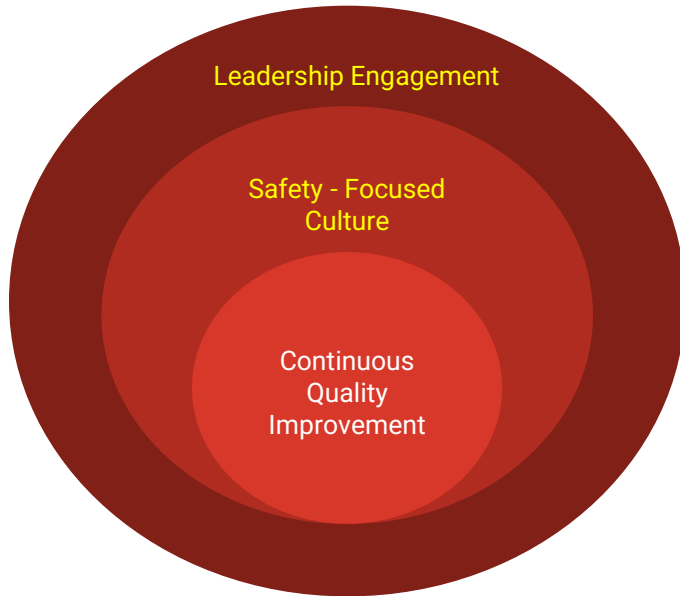 Leadership Engagement
Safety - Focused
Culture
Continuous
Quality
Improvement